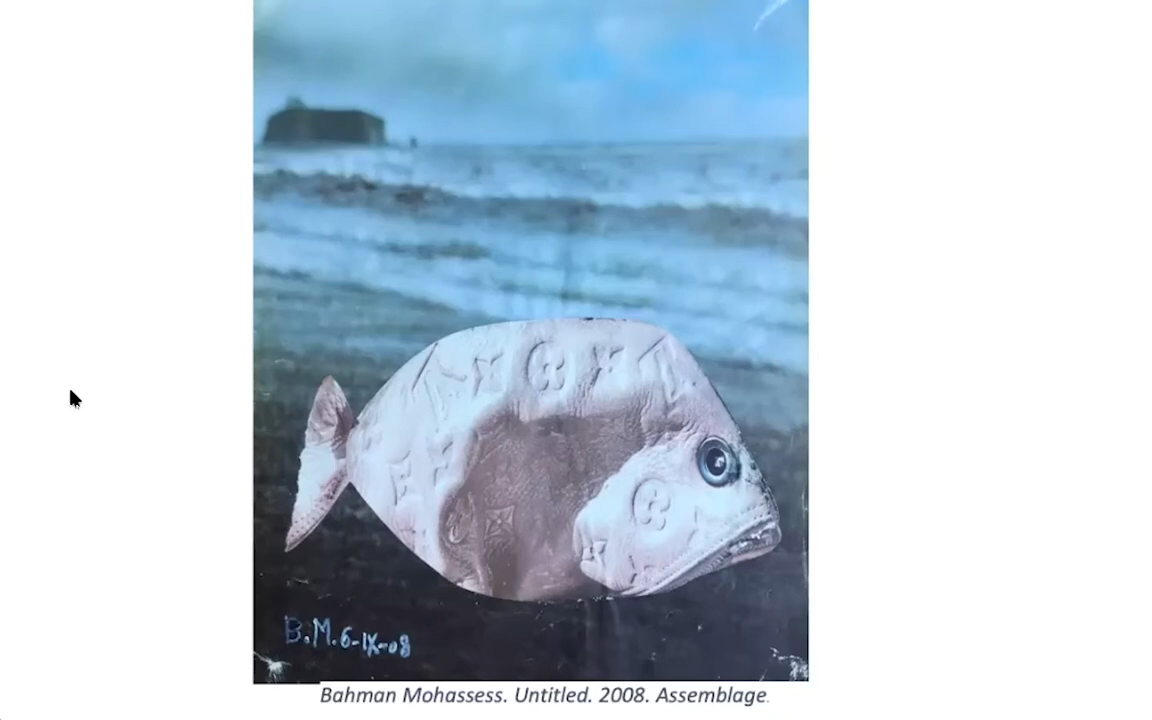 B.M. 6-IX-08
Bahman Mohassess. Untitled. 2008. Assemblage.